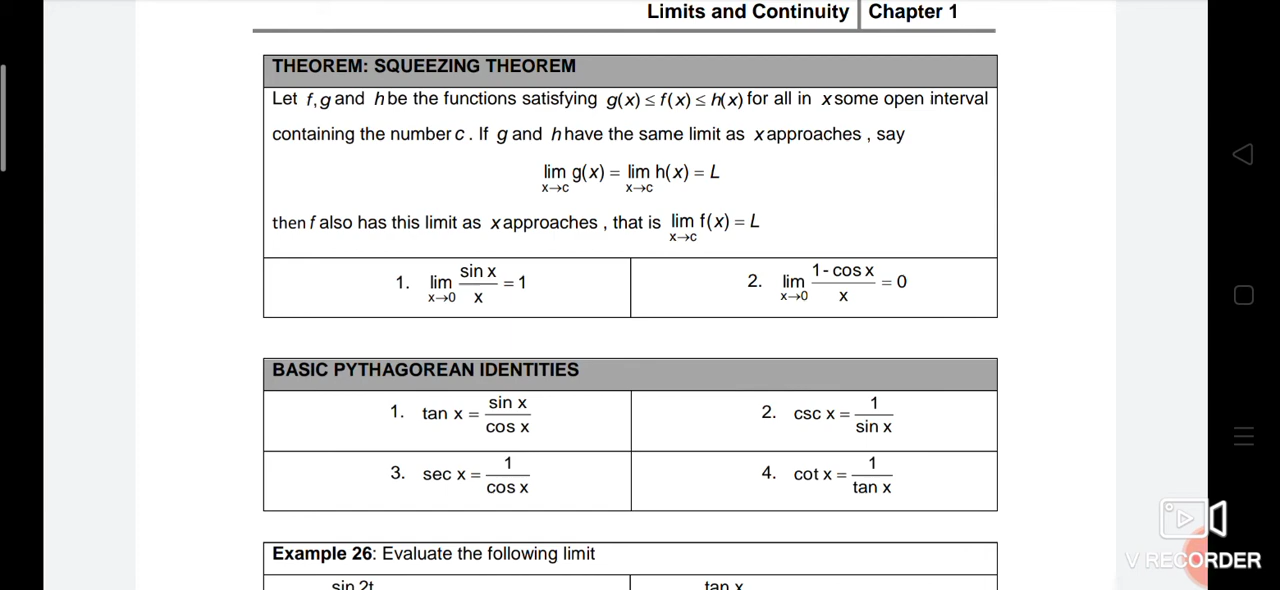 Limits and Continuity Chapter 1
THEOREM: SQUEEZING THEOREM
Let f, g and h be the functions satisfying g(x) ≤ f(x) ≤ h(x) for all in x some open interval
containing the number c . If g and h have the same limit as x approaches , say
lim x→c g(x) = lim x→c h(x) = L
then f also has this limit as x approaches , that is lim x→c f(x) = L
1. lim x→0 sin x / x = 1
2. lim x→0 1 - cos x / x = 0
BASIC PYTHAGOREAN IDENTITIES
1. tan x = sin x / cos x
2. csc x = 1 / sin x
3. sec x = 1 / cos x
4. cot x = 1 / tan x
Example 26: Evaluate the following limit
sin 2t
tan x
V RECORDER